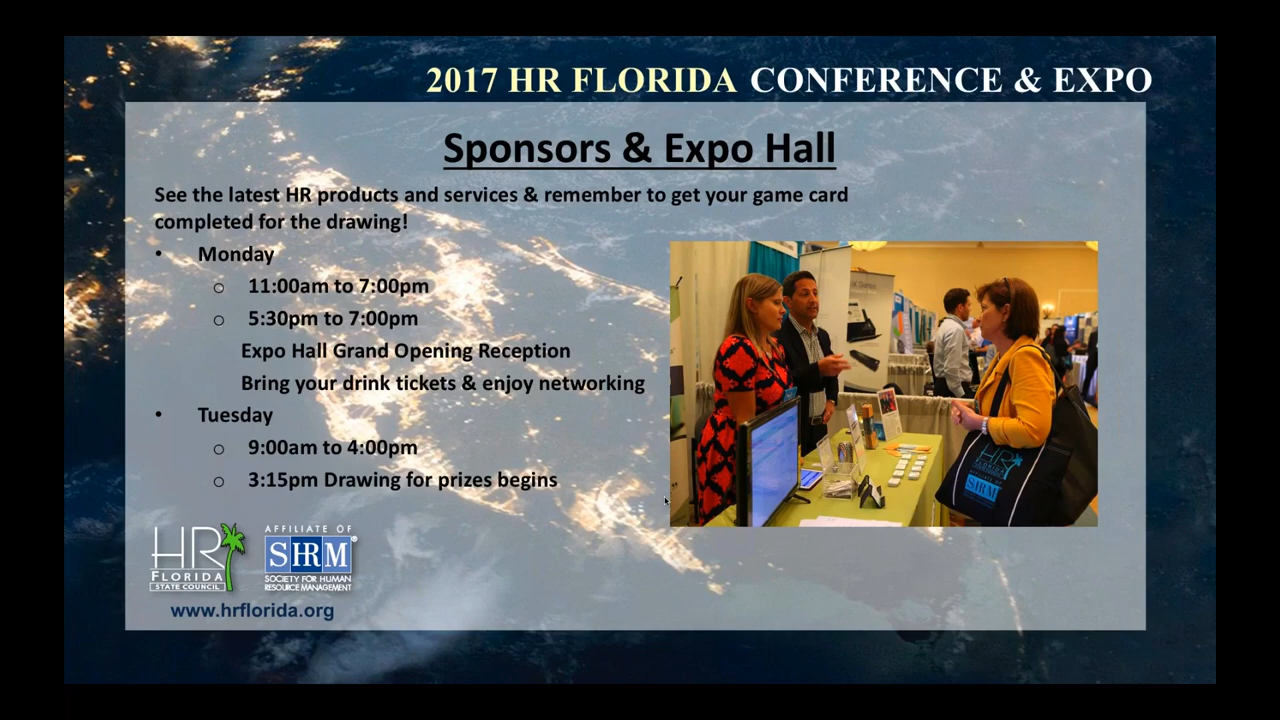 2017 HR FLORIDA CONFERENCE & EXPO
Sponsors & Expo Hall
See the latest HR products and services & remember to get your game card
completed for the drawing!
• Monday
o 11:00am to 7:00pm
o 5:30pm to 7:00pm
Expo Hall Grand Opening Reception
Bring your drink tickets & enjoy networking
• Tuesday
o 9:00am to 4:00pm
o 3:15pm Drawing for prizes begins
HR
FLORIDA
STATE COUNCIL
AFFILIATE OF
SHRM®
SOCIETY FOR HUMAN
RESOURCE MANAGEMENT
www.hrflorida.org
HR
FLORIDA
SHRM